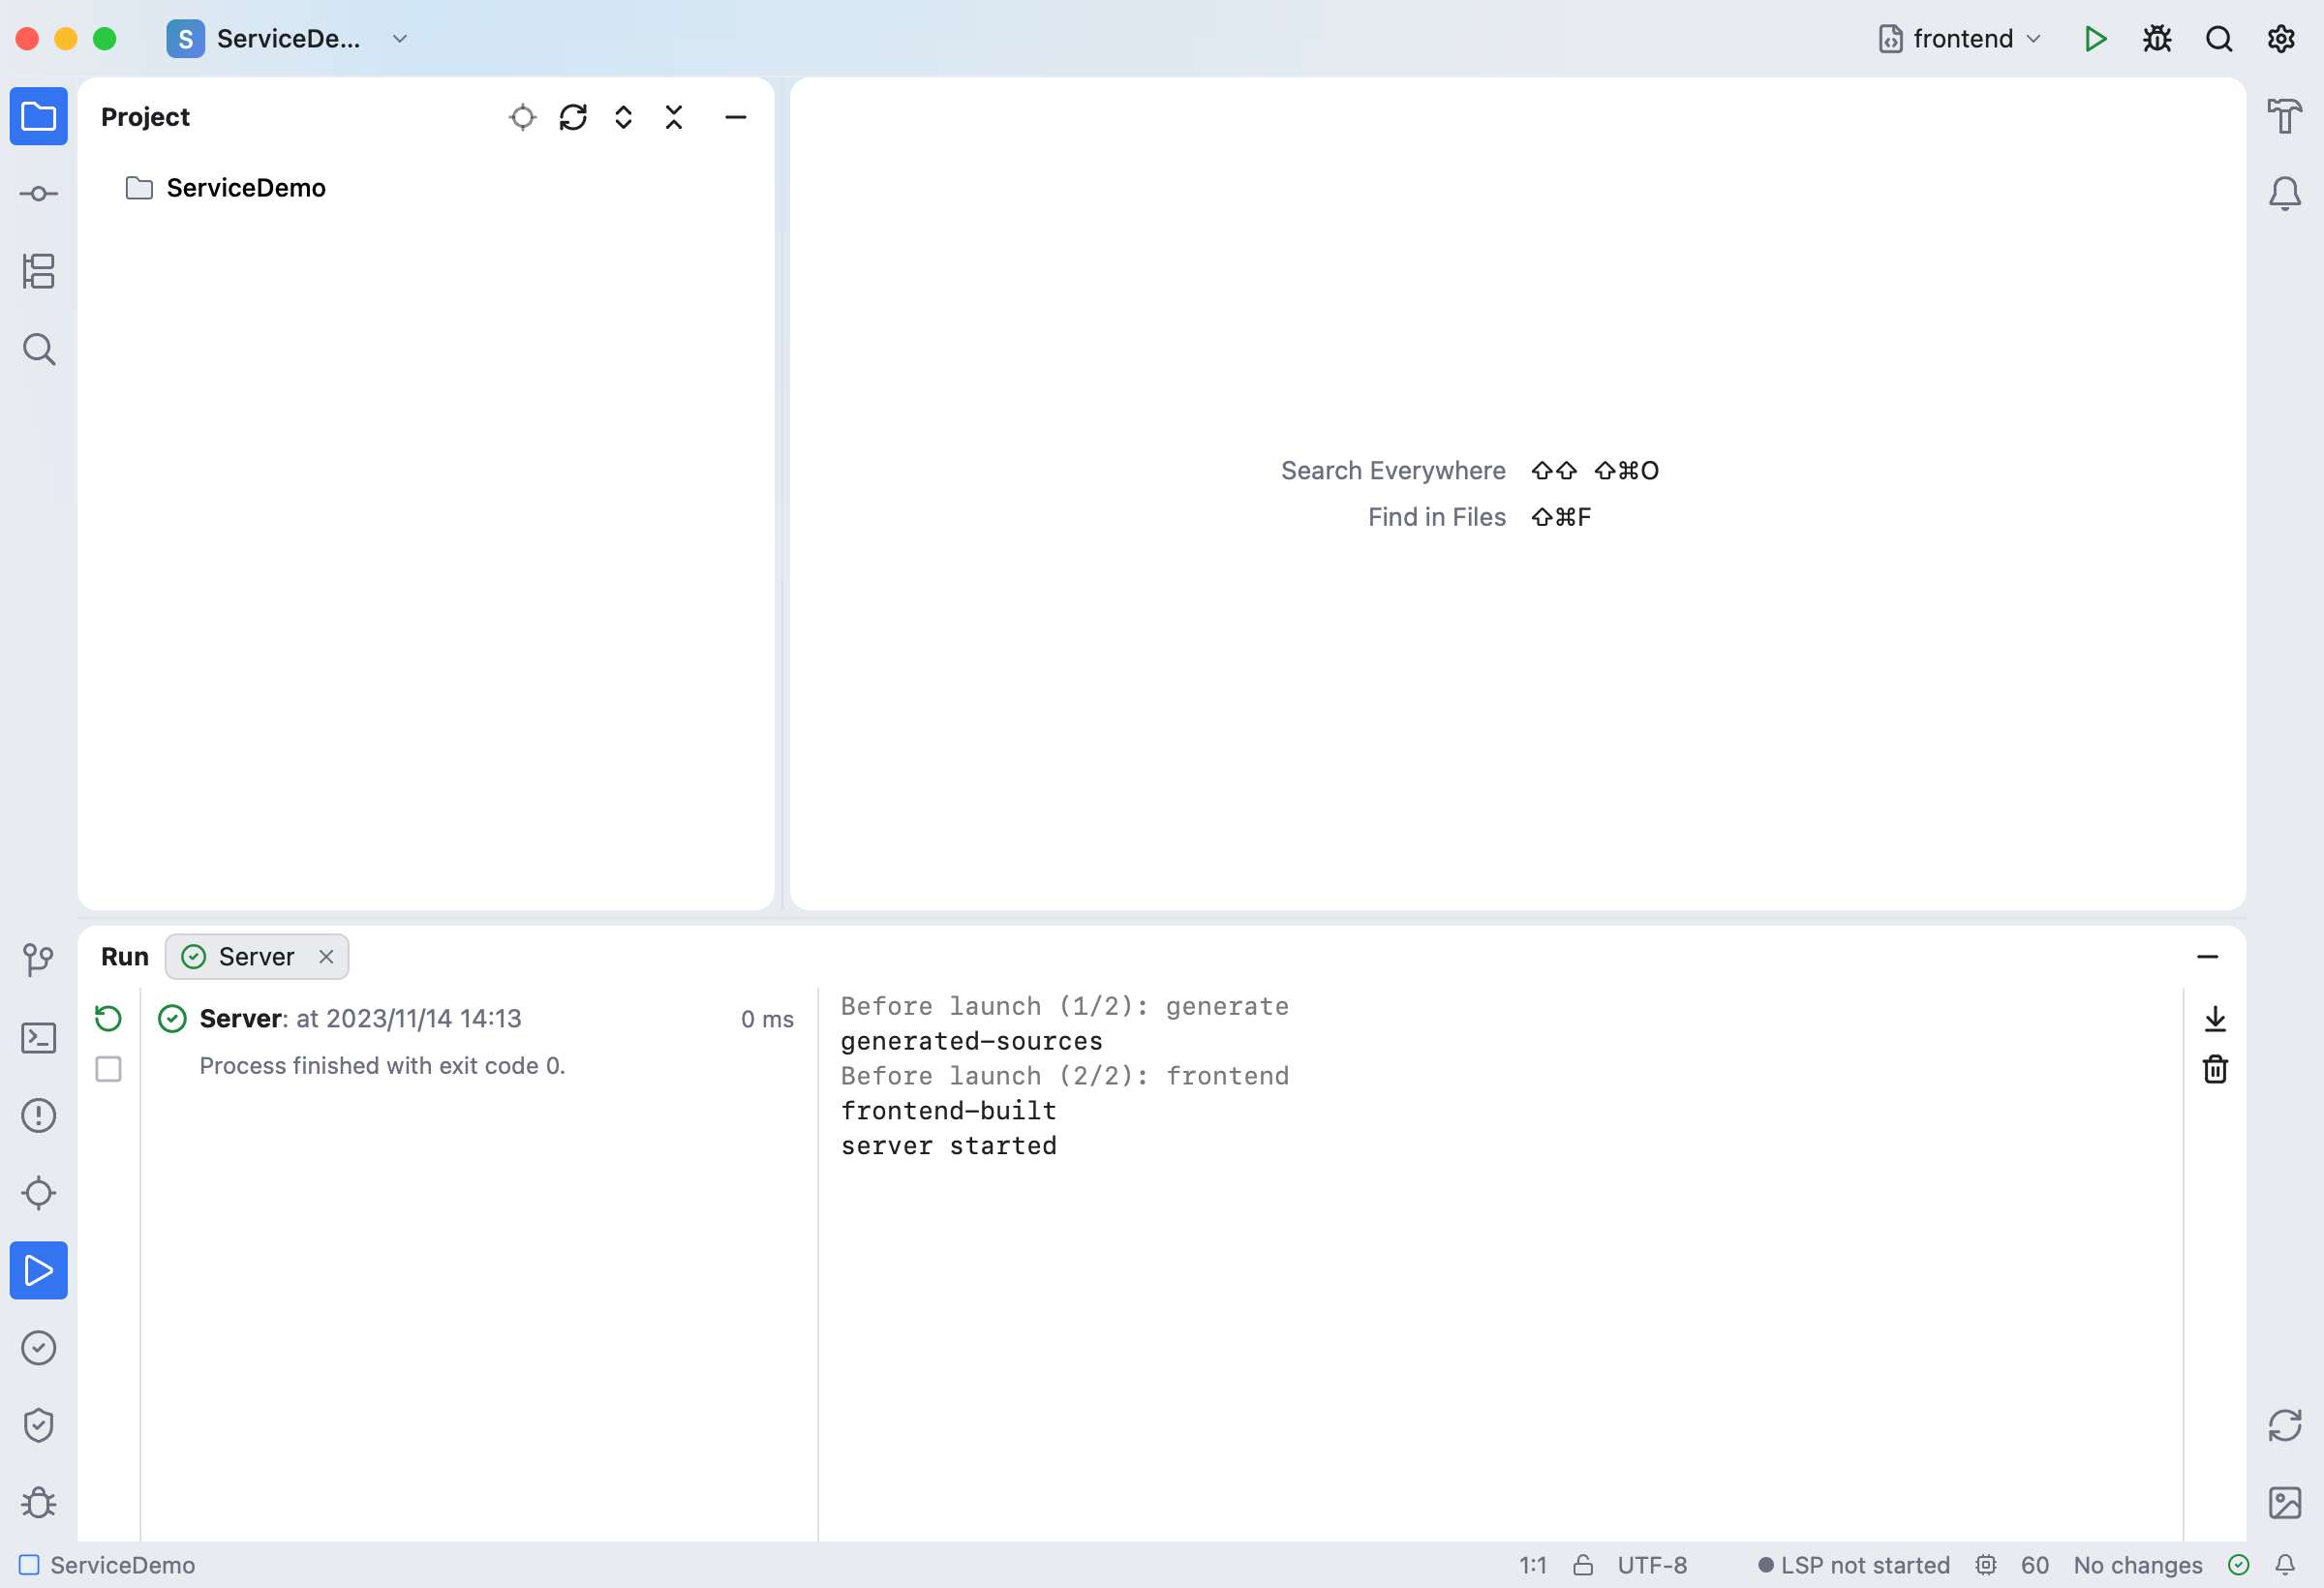 S ServiceDe...
frontend
Project
ServiceDemo
Search Everywhere ⇧⇧ ⇧⌘O
Find in Files ⇧⌘F
Run
Server
Server: at 2023/11/14 14:13 0 ms
Process finished with exit code 0.
Before launch (1/2): generate
generated-sources
Before launch (2/2): frontend
frontend-built
server started
ServiceDemo
1:1 UTF-8 LSP not started 60 No changes